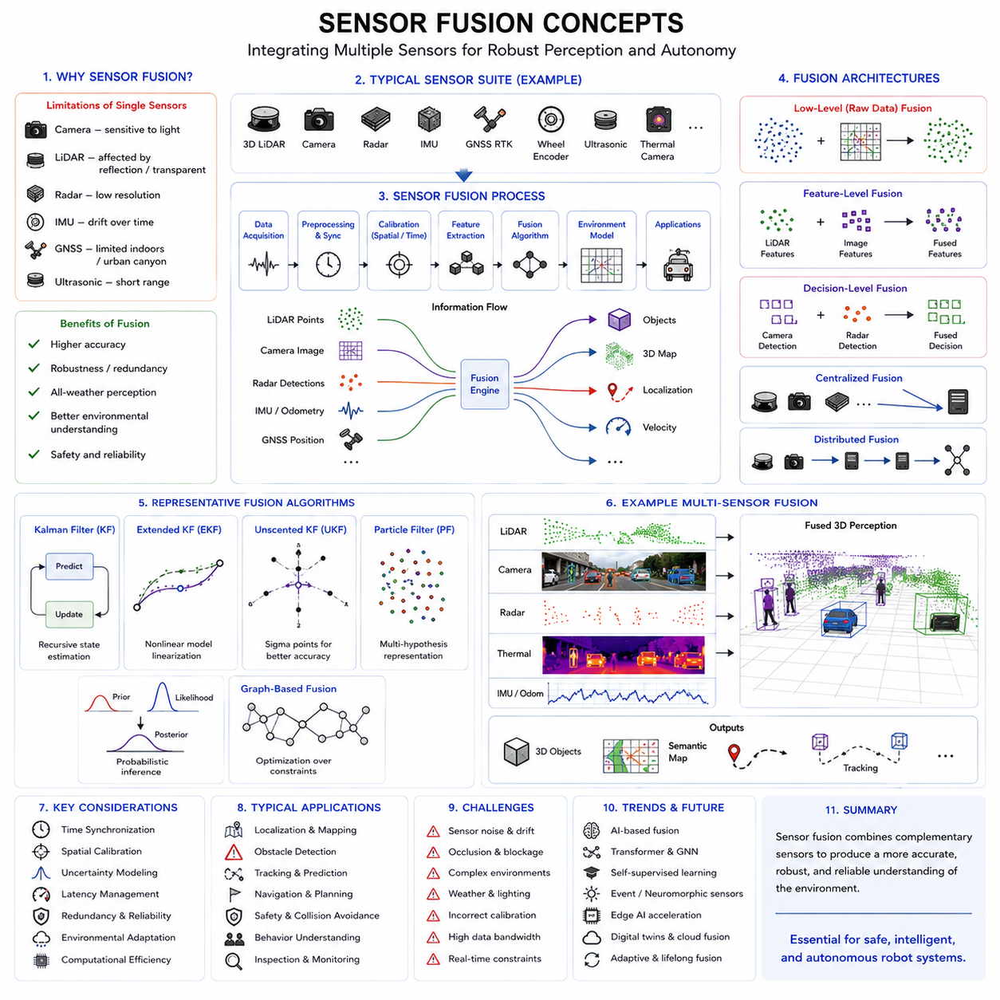 SENSOR FUSION CONCEPTS
Integrating Multiple Sensors for Robust Perception and Autonomy
1. WHY SENSOR FUSION?
Limitations of Single Sensors
Camera – sensitive to light
LiDAR – affected by
reflection / transparent
Radar – low resolution
IMU – drift over time
GNSS – limited indoors
/ urban canyon
Ultrasonic – short range
Benefits of Fusion
Higher accuracy
Robustness / redundancy
All-weather perception
Better environmental
understanding
Safety and reliability
2. TYPICAL SENSOR SUITE (EXAMPLE)
3D LiDAR
Camera
Radar
IMU
GNSS RTK
Wheel
Encoder
Ultrasonic
Thermal
Camera
...
3. SENSOR FUSION PROCESS
Data
Acquisition
Preprocessing
& Sync
Calibration
(Spatial / Time)
Feature
Extraction
Fusion
Algorithm
Environment
Model
Applications
Information Flow
LiDAR Points
Camera Image
Radar Detections
IMU / Odometry
GNSS Position
...
Fusion
Engine
Objects
3D Map
Localization
Velocity
...
4. FUSION ARCHITECTURES
Low-Level (Raw Data) Fusion
+
Feature-Level Fusion
+
LiDAR
Features
Image
Features
Fused
Features
Decision-Level Fusion
+
Camera
Detection
Radar
Detection
Fused
Decision
Centralized Fusion
...
Distributed Fusion
5. REPRESENTATIVE FUSION ALGORITHMS
Kalman Filter (KF)
Predict
Update
Recursive state
estimation
Extended KF (EKF)
Nonlinear model
linearization
Unscented KF (UKF)
Sigma points for
better accuracy
Particle Filter (PF)
Multi-hypothesis
representation
Prior
Likelihood
Posterior
Probabilistic
inference
Graph-Based Fusion
Optimization over
constraints
6. EXAMPLE MULTI-SENSOR FUSION
LiDAR
Camera
Radar
Thermal
IMU / Odom
Fused 3D Perception
Outputs
3D Objects
Semantic
Map
Tracking
...
7. KEY CONSIDERATIONS
Time Synchronization
Spatial Calibration
Uncertainty Modeling
Latency Management
Redundancy & Reliability
Environmental Adaptation
Computational Efficiency
8. TYPICAL APPLICATIONS
Localization & Mapping
Obstacle Detection
Tracking & Prediction
Navigation & Planning
Safety & Collision Avoidance
Behavior Understanding
Inspection & Monitoring
9. CHALLENGES
Sensor noise & drift
Occlusion & blockage
Complex environments
Weather & lighting
Incorrect calibration
High data bandwidth
Real-time constraints
10. TRENDS & FUTURE
AI-based fusion
Transformer & GNN
Self-supervised learning
Event / Neuromorphic sensors
Edge AI acceleration
Digital twins & cloud fusion
Adaptive & lifelong fusion
11. SUMMARY
Sensor fusion combines complementary
sensors to produce a more accurate,
robust, and reliable understanding of
the environment.
Essential for safe, intelligent,
and autonomous robot systems.